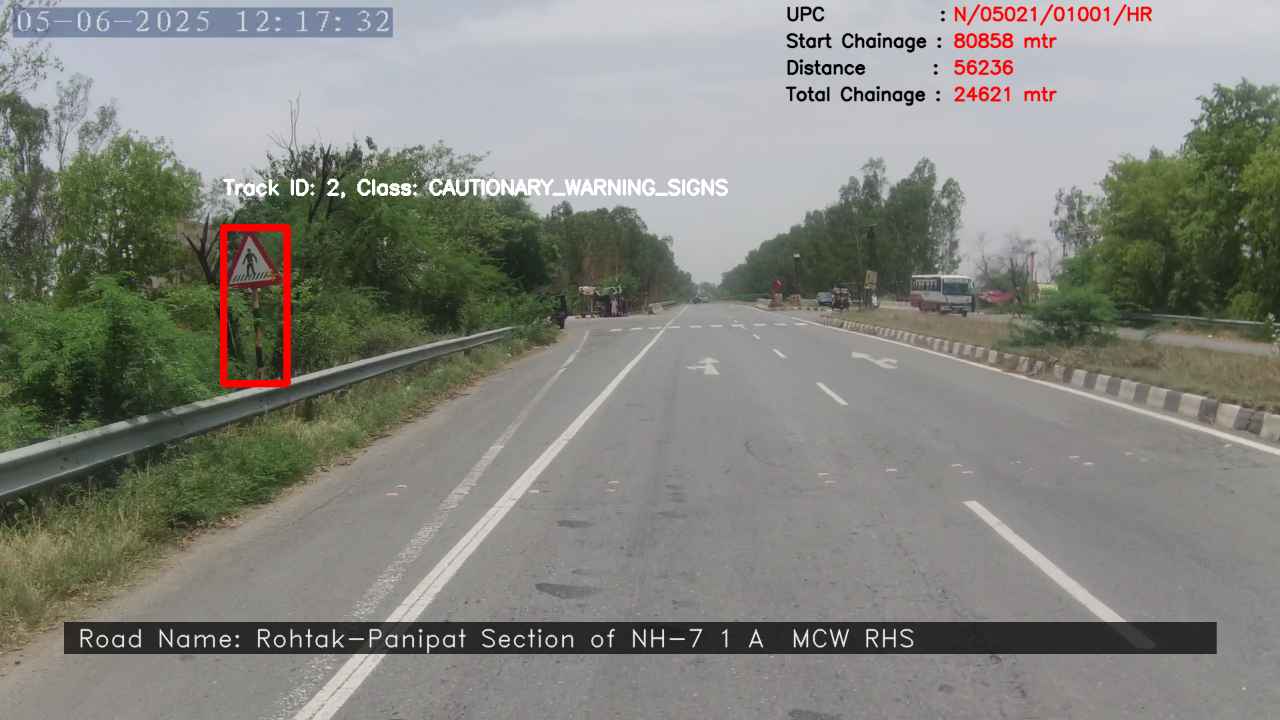 05-06-2025 12:17:32
UPC : N/05021/01001/HR
Start Chainage : 80858 mtr
Distance : 56236
Total Chainage : 24621 mtr
Track ID: 2, Class: CAUTIONARY_WARNING_SIGNS
Road Name: Rohtak-Panipat Section of NH-7 1 A MCW RHS